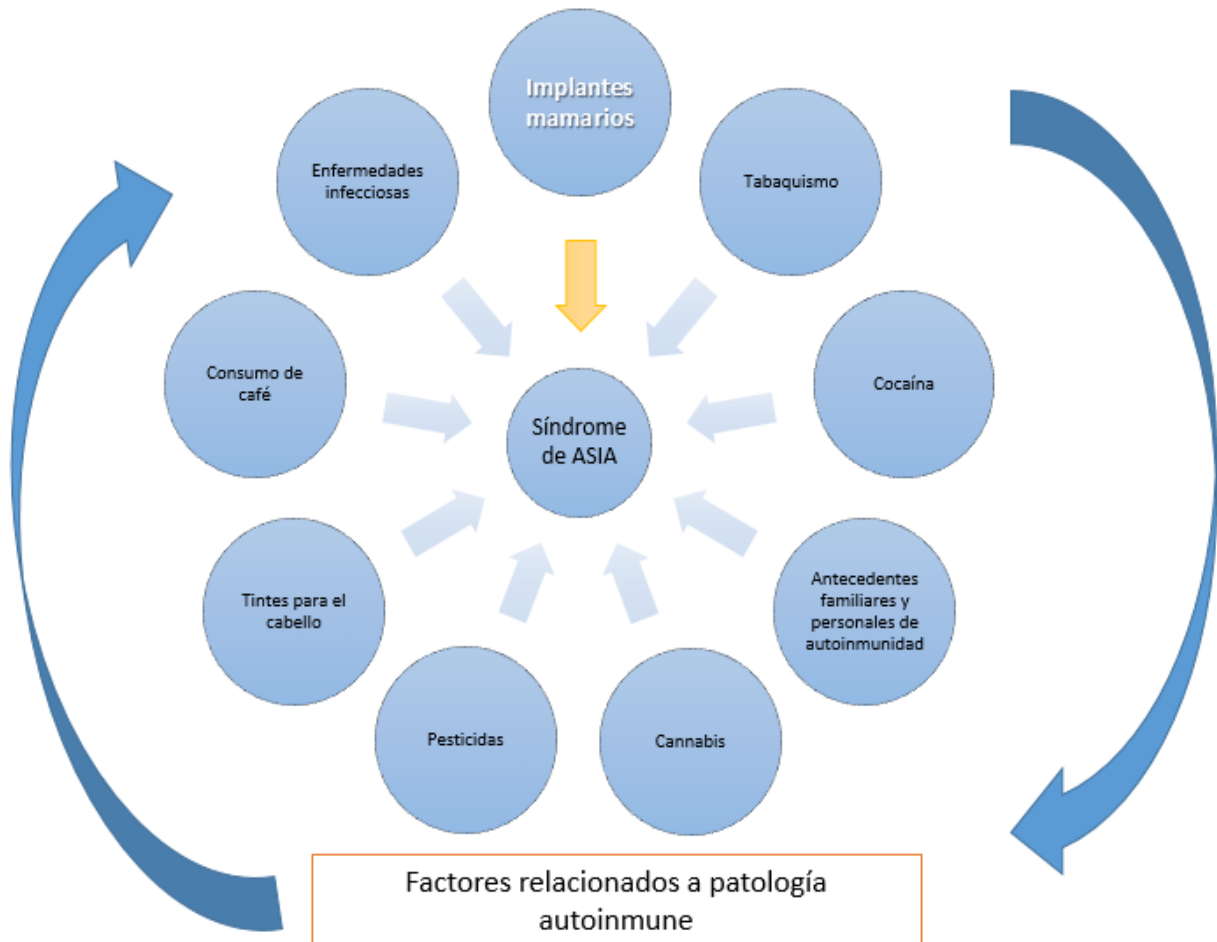 Implantes
mamarios
Tabaquismo
Cocaína
Antecedentes
familiares y
personales de
autoinmunidad
Cannabis
Pesticidas
Tintes para el
cabello
Consumo de
café
Enfermedades
infecciosas
Síndrome
de ASIA
Factores relacionados a patología
autoinmune